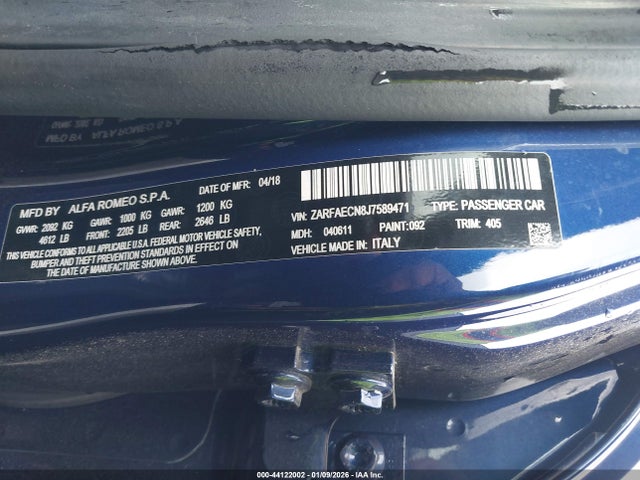 MFD BY ALFA ROMEO S.P.A. DATE OF MFR: 04/18
GVWR: 2092 KG GAWR: 1000 KG GAWR: 1200 KG
4612 LB FRONT: 2205 LB REAR: 2646 LB
THIS VEHICLE CONFORMS TO ALL APPLICABLE U.S.A. FEDERAL MOTOR VEHICLE SAFETY,
BUMPER AND THEFT PREVENTION STANDARDS IN EFFECT ON
THE DATE OF MANUFACTURE SHOWN ABOVE.
VIN: ZARFAECN8J7589471 TYPE: PASSENGER CAR
MDH: 040611 PAINT:092 TRIM: 405
VEHICLE MADE IN: ITALY
000-44122002 - 01/09/2026 - IAA Inc.